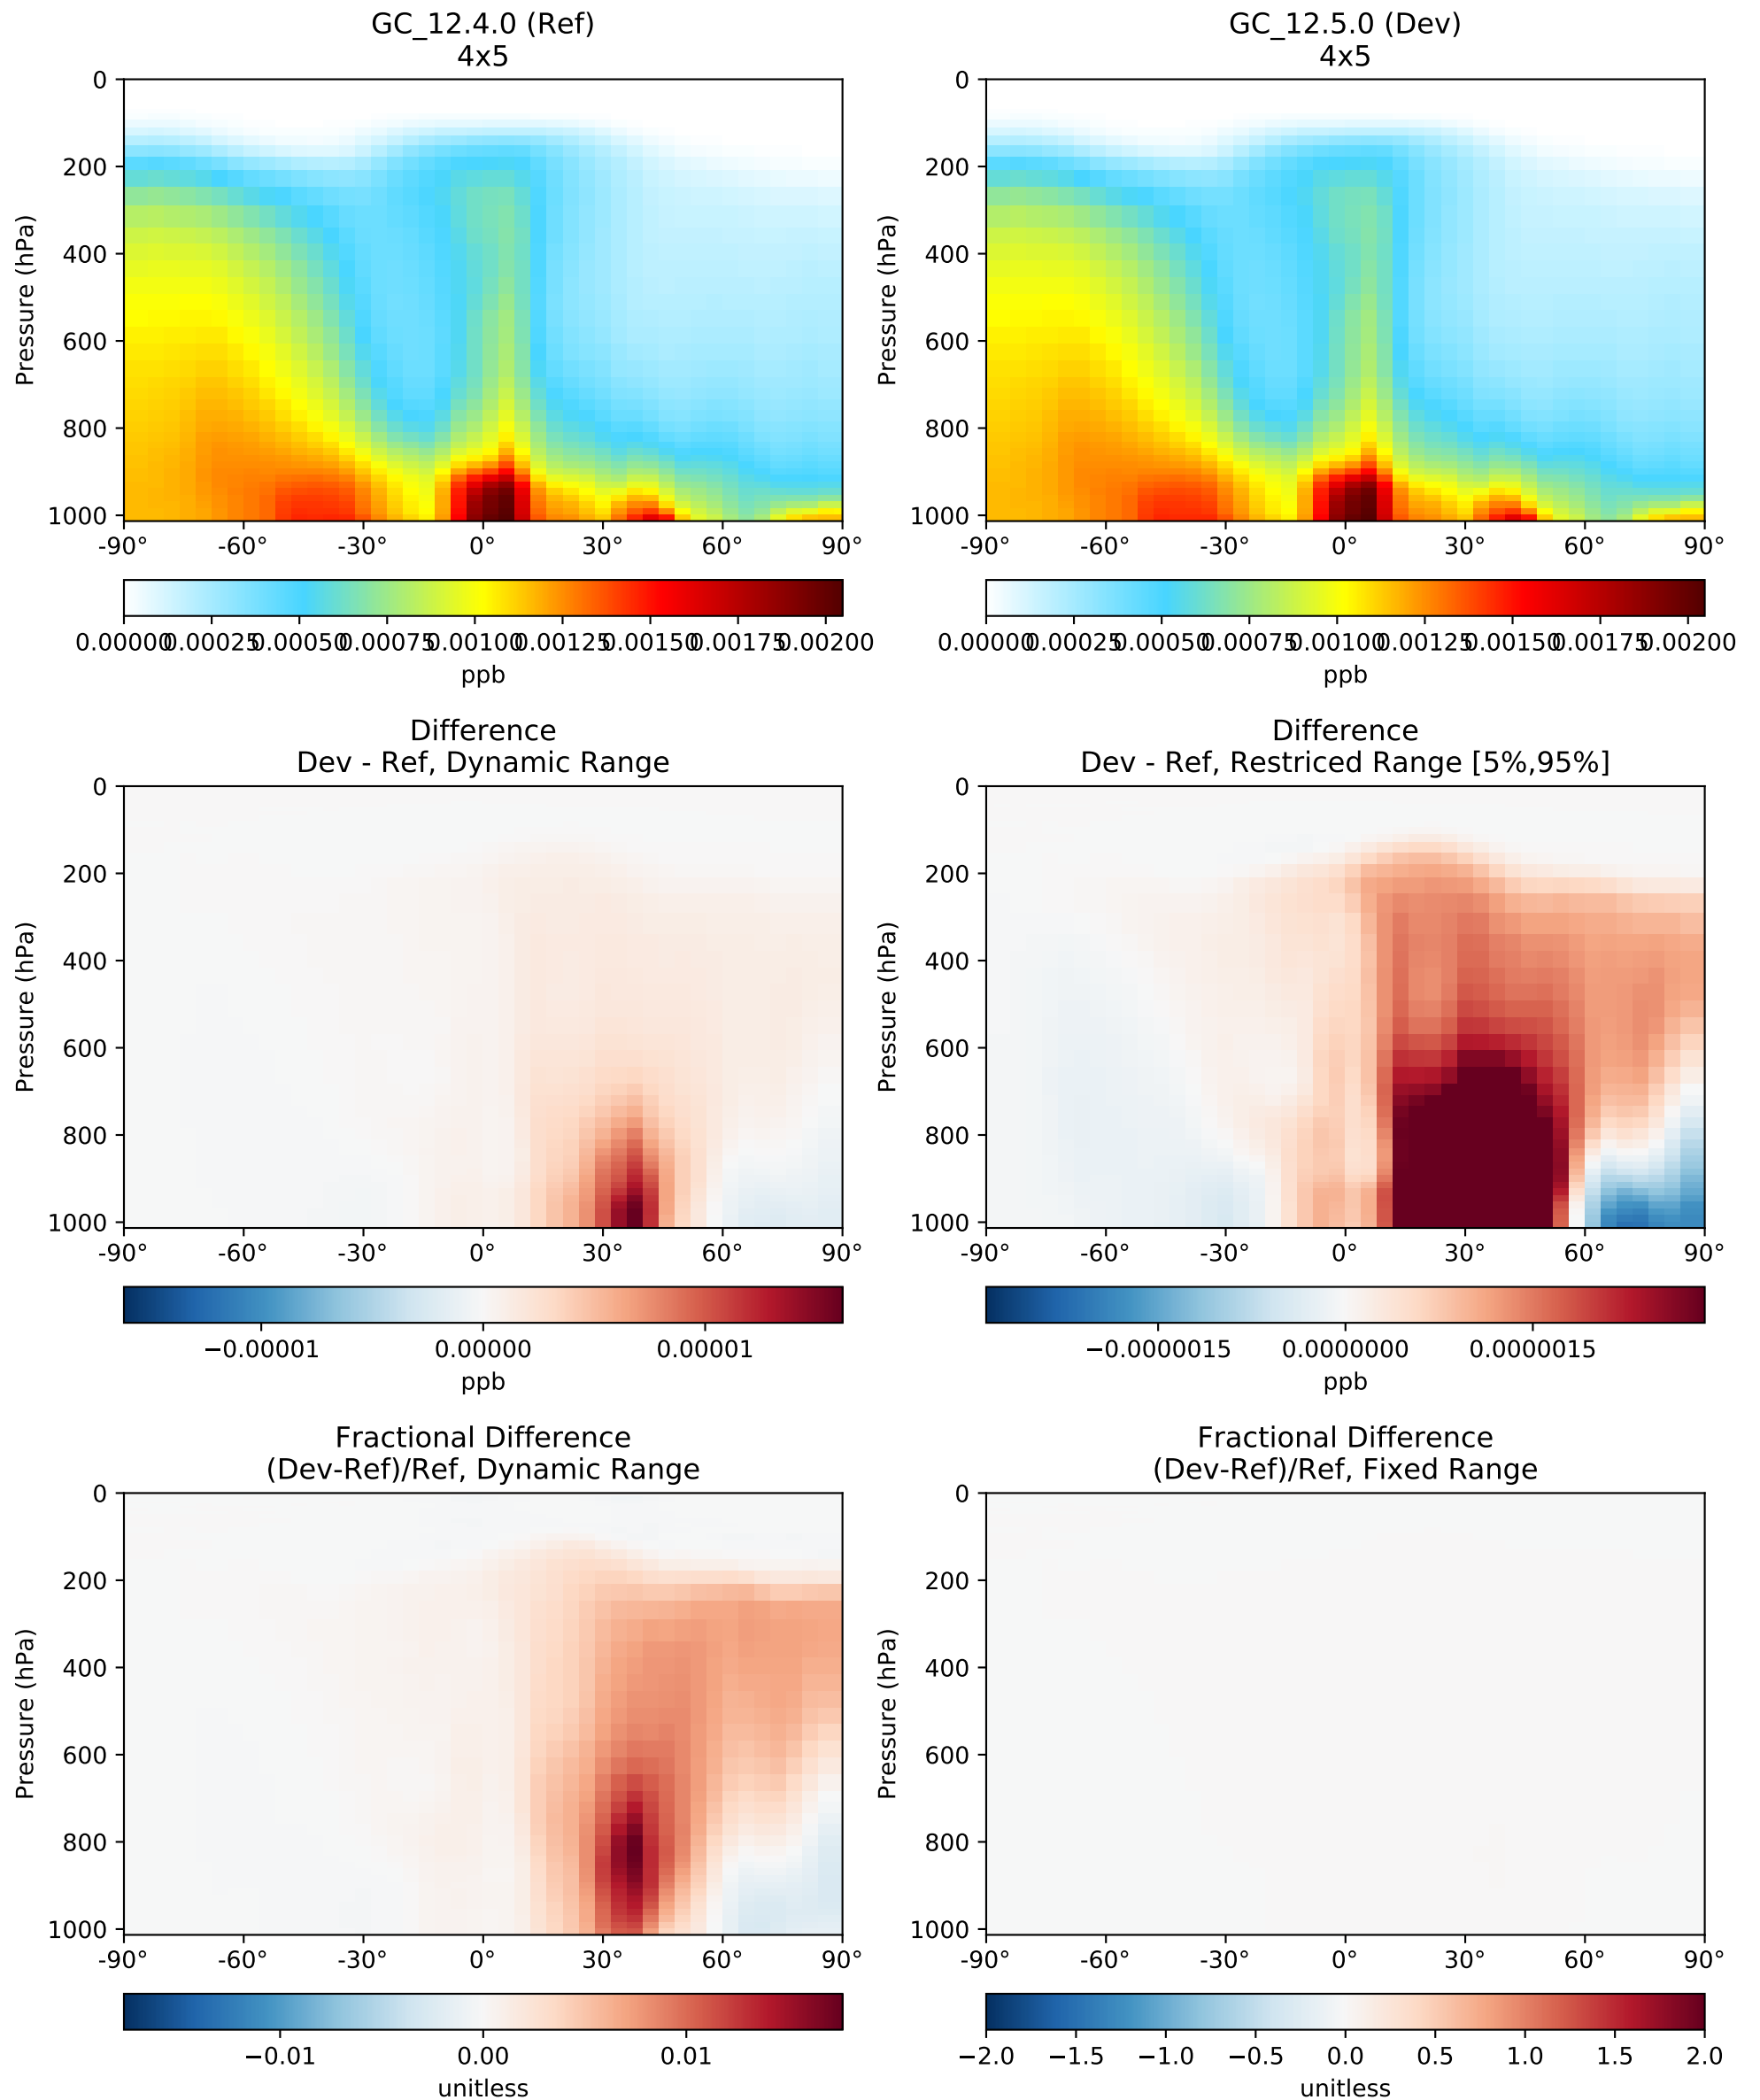 GC_12.4.0 (Ref)
4x5
GC_12.5.0 (Dev)
4x5
Pressure (hPa)
0
200
400
600
800
1000
-90° -60° -30° 0° 30° 60° 90°
0.00000 0.00025 0.00050 0.00075 0.00100 0.00125 0.00150 0.00175 0.00200
ppb
Pressure (hPa)
0
200
400
600
800
1000
-90° -60° -30° 0° 30° 60° 90°
0.00000 0.00025 0.00050 0.00075 0.00100 0.00125 0.00150 0.00175 0.00200
ppb
Difference
Dev - Ref, Dynamic Range
Pressure (hPa)
0
200
400
600
800
1000
-90° -60° -30° 0° 30° 60° 90°
−0.00001 0.00000 0.00001
ppb
Difference
Dev - Ref, Restriced Range [5%,95%]
Pressure (hPa)
0
200
400
600
800
1000
-90° -60° -30° 0° 30° 60° 90°
−0.0000015 0.0000000 0.0000015
ppb
Fractional Difference
(Dev-Ref)/Ref, Dynamic Range
Pressure (hPa)
0
200
400
600
800
1000
-90° -60° -30° 0° 30° 60° 90°
−0.01 0.00 0.01
unitless
Fractional Difference
(Dev-Ref)/Ref, Fixed Range
Pressure (hPa)
0
200
400
600
800
1000
-90° -60° -30° 0° 30° 60° 90°
−2.0 −1.5 −1.0 −0.5 0.0 0.5 1.0 1.5 2.0
unitless